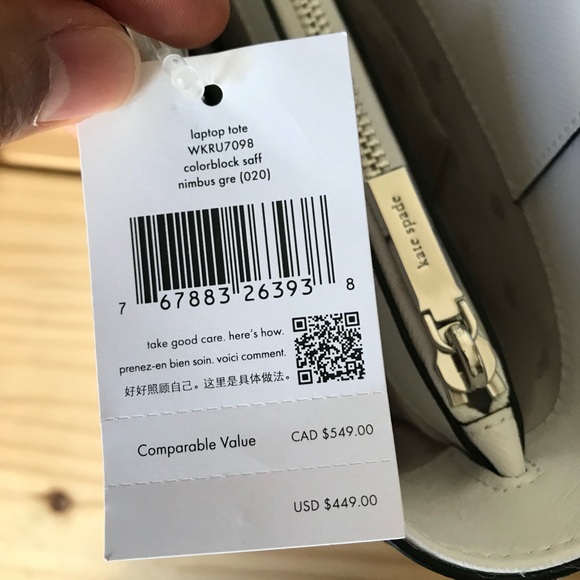 laptop tote
WKRU7098
colorblock saff
nimbus gre (020)
7 67883 26393 8
take good care. here's how.
prenez-en bien soin. voici comment.
好好照顾自己。这里是具体做法。
Comparable Value CAD $549.00
USD $449.00
kate spade